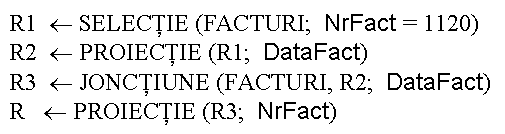 R1 ← SELECȚIE (FACTURI; NrFact = 1120)
R2 ← PROIECȚIE (R1; DataFact)
R3 ← JONCȚIUNE (FACTURI, R2; DataFact)
R ← PROIECȚIE (R3; NrFact)